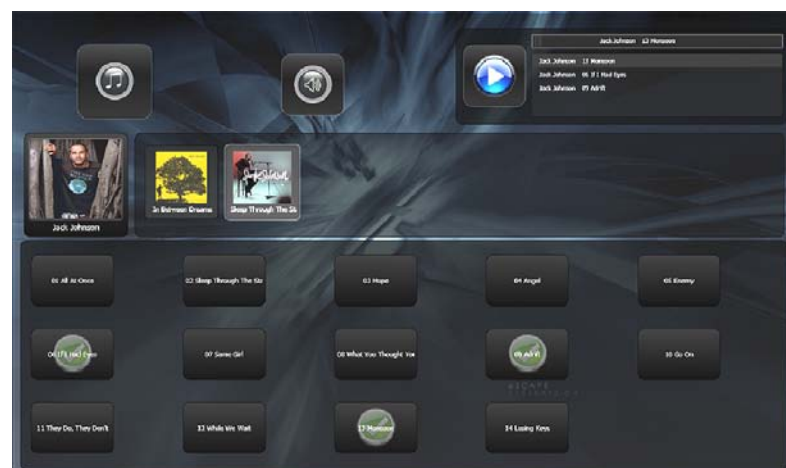 Jack Johnson 13 Monsoon
Jack Johnson 13 Monsoon
Jack Johnson 06 If I Had Eyes
Jack Johnson 09 Adrift
Jack Johnson
In Between Dreams
Sleep Through The St
01 All At Once
02 Sleep Through The Sta
03 Hope
04 Angel
05 Enemy
06 If I Had Eyes
07 Same Girl
08 What You Thought You
09 Adrift
10 Go On
11 They Do, They Don't
12 While We Wait
13 Monsoon
14 Losing Keys